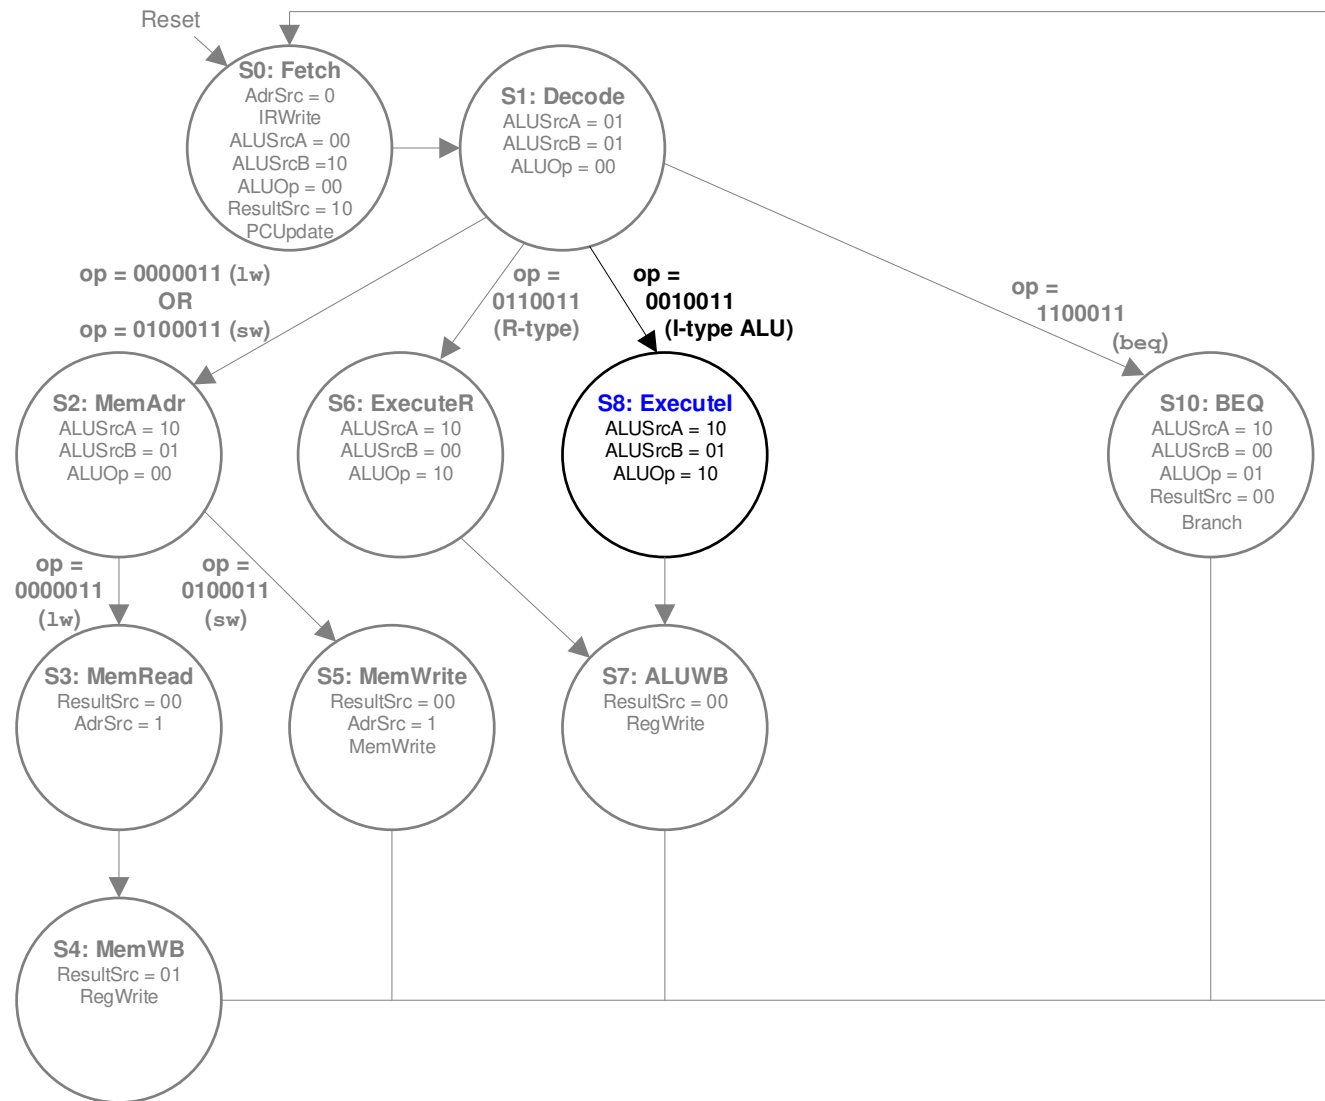 Reset
S0: Fetch
AdrSrc = 0
IRWrite
ALUSrcA = 00
ALUSrcB =10
ALUOp = 00
ResultSrc = 10
PCUpdate
S1: Decode
ALUSrcA = 01
ALUSrcB = 01
ALUOp = 00
op = 0000011 (lw)
OR
op = 0100011 (sw)
op =
0110011
(R-type)
op =
0010011
(I-type ALU)
op =
1100011
(beq)
S2: MemAdr
ALUSrcA = 10
ALUSrcB = 01
ALUOp = 00
S6: ExecuteR
ALUSrcA = 10
ALUSrcB = 00
ALUOp = 10
S8: ExecuteI
ALUSrcA = 10
ALUSrcB = 01
ALUOp = 10
S10: BEQ
ALUSrcA = 10
ALUSrcB = 00
ALUOp = 01
ResultSrc = 00
Branch
op =
0000011
(lw)
op =
0100011
(sw)
S3: MemRead
ResultSrc = 00
AdrSrc = 1
S5: MemWrite
ResultSrc = 00
AdrSrc = 1
MemWrite
S7: ALUWB
ResultSrc = 00
RegWrite
S4: MemWB
ResultSrc = 01
RegWrite